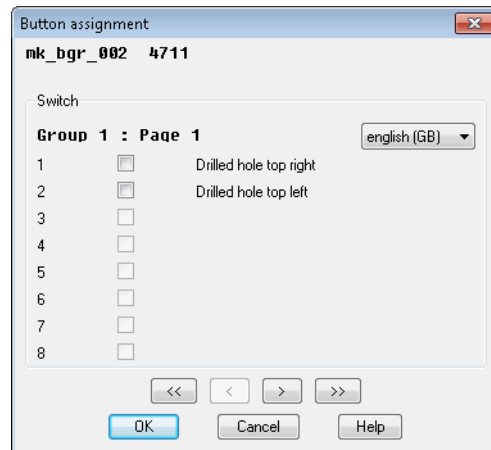 Button assignment
mk_bgr_002 4711
Switch
Group 1 : Page 1 english (GB)
1 Drilled hole top right
2 Drilled hole top left
3
4
5
6
7
8
<< < > >>
OK Cancel Help